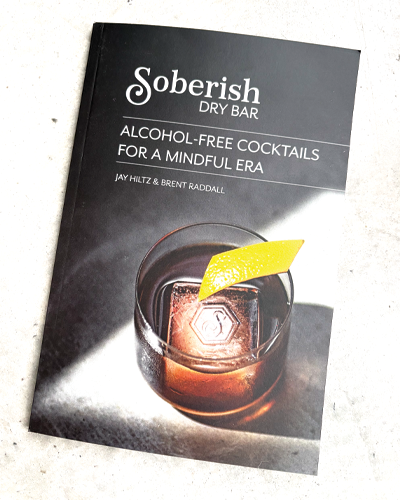 Soberish
DRY BAR
ALCOHOL-FREE COCKTAILS
FOR A MINDFUL ERA
JAY HILTZ & BRENT RADDALL
S